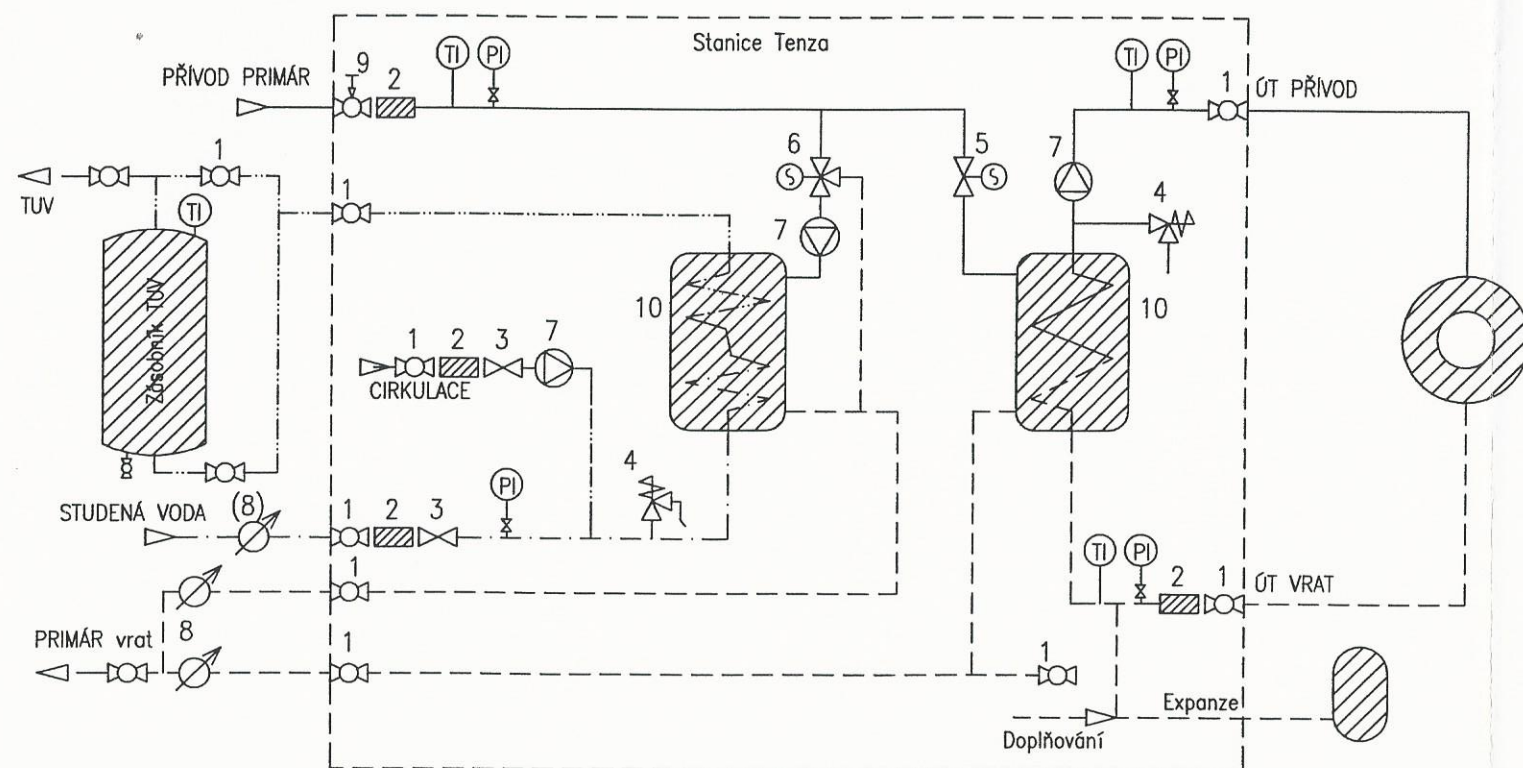 Stanice Tenza
PŘÍVOD PRIMÁR
9
2
TI
PI
TI
PI
1
ÚT PŘÍVOD
1
TUV
TI
1
6
S
5
S
7
4
7
Zásobník TUV
10
10
1
2
3
7
CIRKULACE
4
PI
STUDENÁ VODA
(8)
1
2
3
1
TI
PI
2
1
ÚT VRAT
PRIMÁR vrat
8
1
1
Expanze
Doplňování